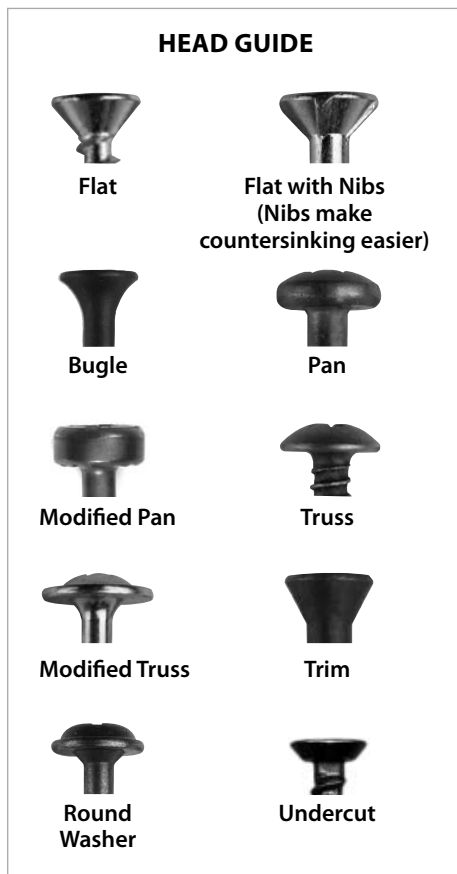 HEAD GUIDE
Flat
Flat with Nibs
(Nibs make
countersinking easier)
Bugle
Pan
Modified Pan
Truss
Modified Truss
Trim
Round
Washer
Undercut